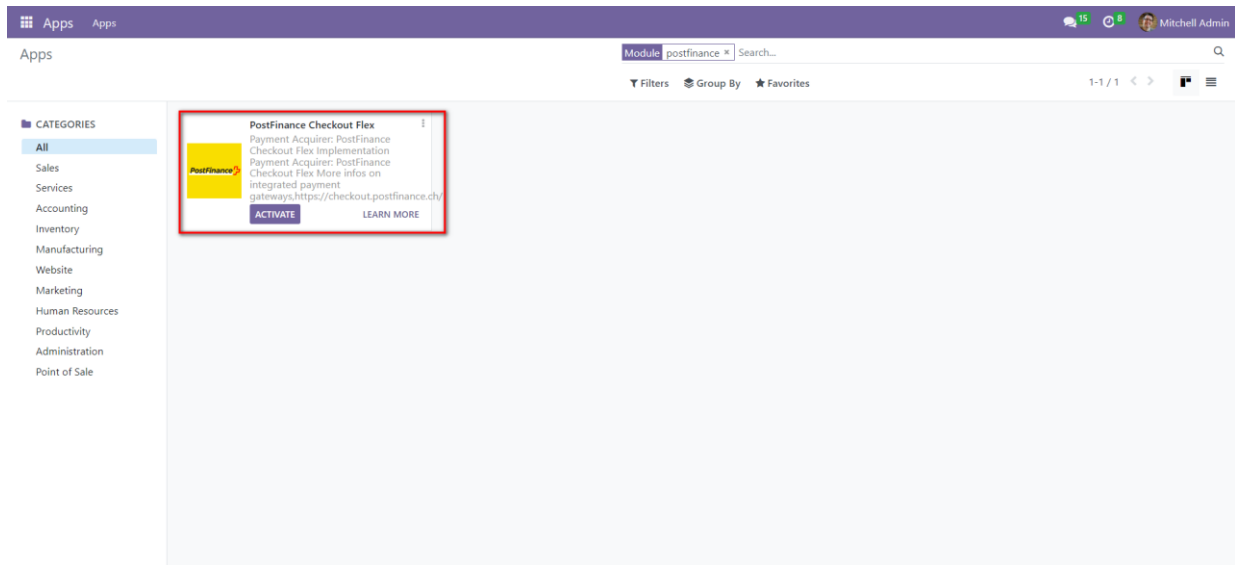 Apps Apps 15 8 Mitchell Admin
Apps
Module postfinance × Search...
Filters Group By Favorites 1-1 / 1
CATEGORIES
All
Sales
Services
Accounting
Inventory
Manufacturing
Website
Marketing
Human Resources
Productivity
Administration
Point of Sale
PostFinance
PostFinance Checkout Flex
Payment Acquirer: PostFinance
Checkout Flex Implementation
Payment Acquirer: PostFinance
Checkout Flex More infos on
integrated payment
gateways,https://checkout.postfinance.ch/
ACTIVATE LEARN MORE